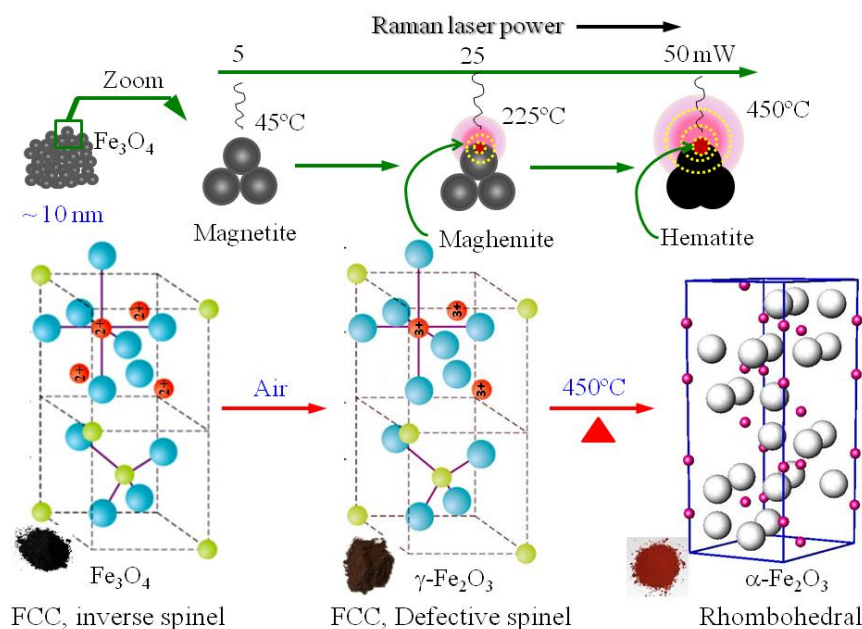 Raman laser power
5
25
50 mW
Zoom
Fe₃O₄
45°C
225°C
450°C
~ 10 nm
Magnetite
Maghemite
Hematite
2+
3+
2+
3+
2+
2+
3+
Air
450°C
Fe₃O₄
γ-Fe₂O₃
α-Fe₂O₃
FCC, inverse spinel
FCC, Defective spinel
Rhombohedral